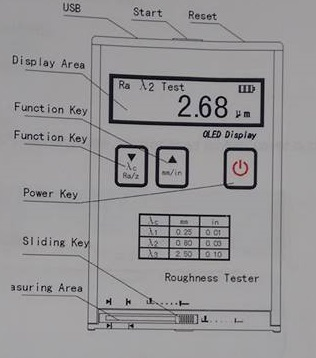 USB
Start
Reset
Display Area
Ra λ2 Test
2.68 μm
OLED Display
Function Key
Function Key
λc
Ra/z
mm/in
Power Key
λc mm in
λ1 0.25 0.01
λ2 0.80 0.03
λ3 2.50 0.10
Sliding Key
Roughness Tester
asuring Area